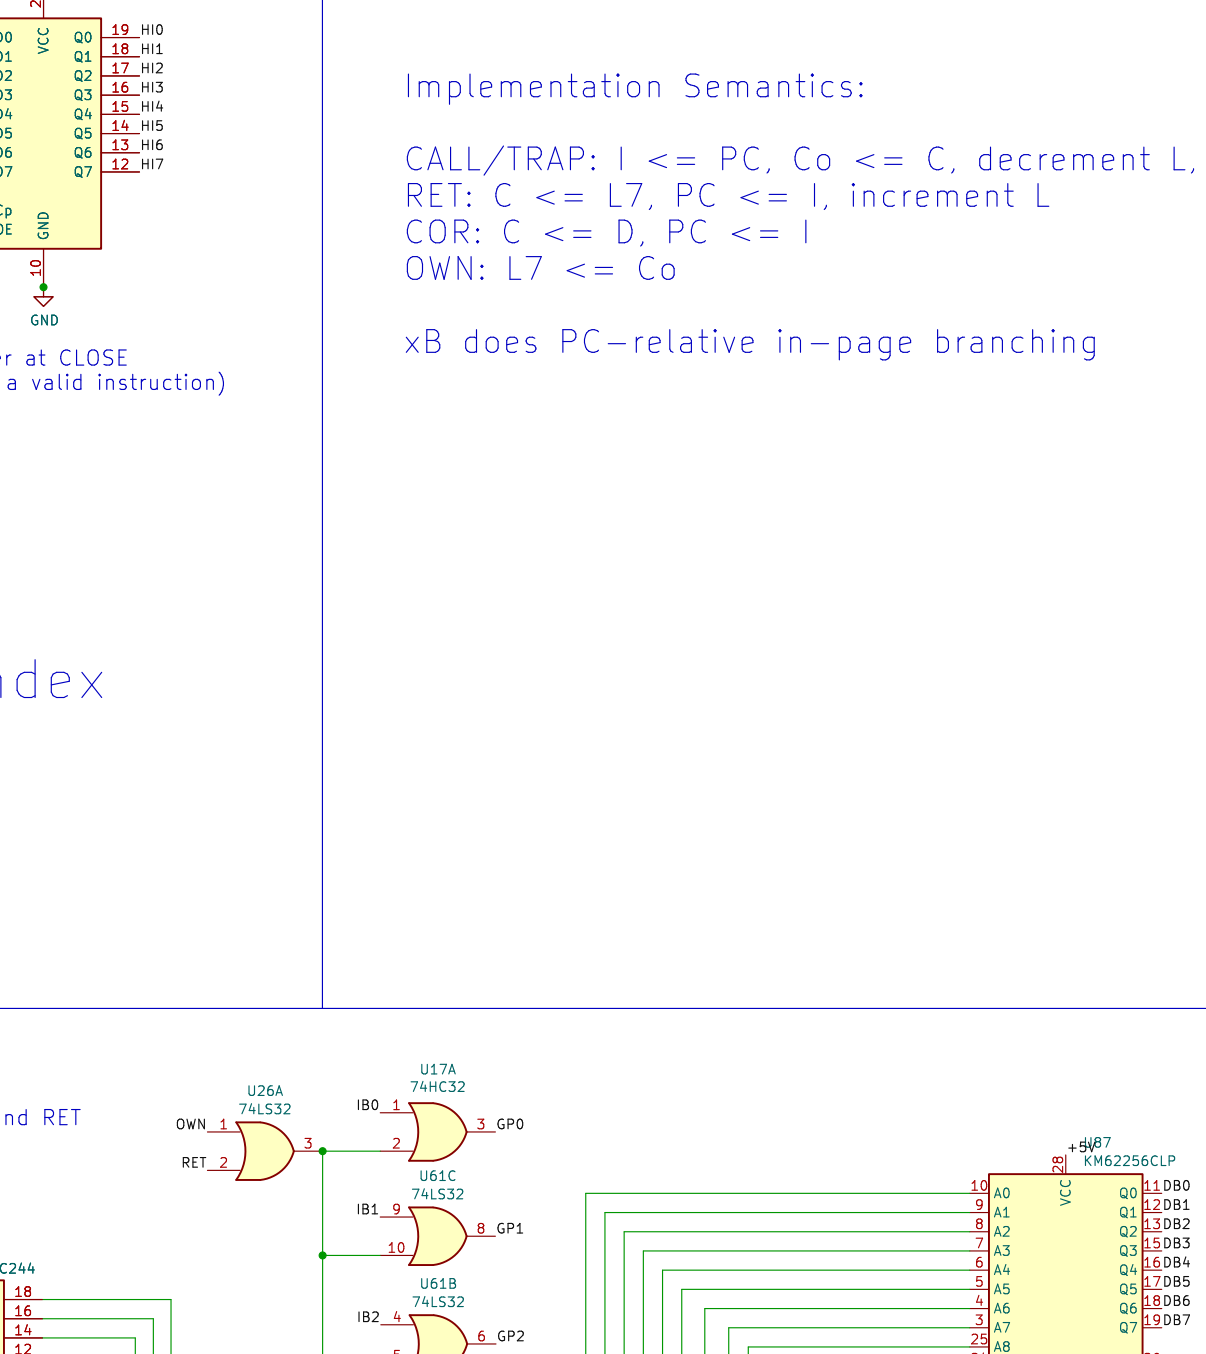 19 HI0
Q0
18 HI1
Q1
17 HI2
Q2
16 HI3
Q3
15 HI4
Q4
14 HI5
Q5
13 HI6
Q6
12 HI7
Q7
VCC
GND
10
GND
at CLOSE
a valid instruction)
Implementation Semantics:
CALL/TRAP: I <= PC, Co <= C, decrement L,
RET: C <= L7, PC <= I, increment L
COR: C <= D, PC <= I
OWN: L7 <= Co
xB does PC-relative in-page branching
RET
U26A
74LS32
OWN 1
RET 2
3
U17A
74HC32
IB0 1
2
3 GP0
U61C
74LS32
IB1 9
10
8 GP1
U61B
74LS32
IB2 4
6 GP2
18
16
14
12
+5V
U87
KM62256CLP
28
VCC
10 A0 Q0 11 DB0
9 A1 Q1 12 DB1
8 A2 Q2 13 DB2
7 A3 Q3 15 DB3
6 A4 Q4 16 DB4
5 A5 Q5 17 DB5
4 A6 Q6 18 DB6
3 A7 Q7 19 DB7
25 A8